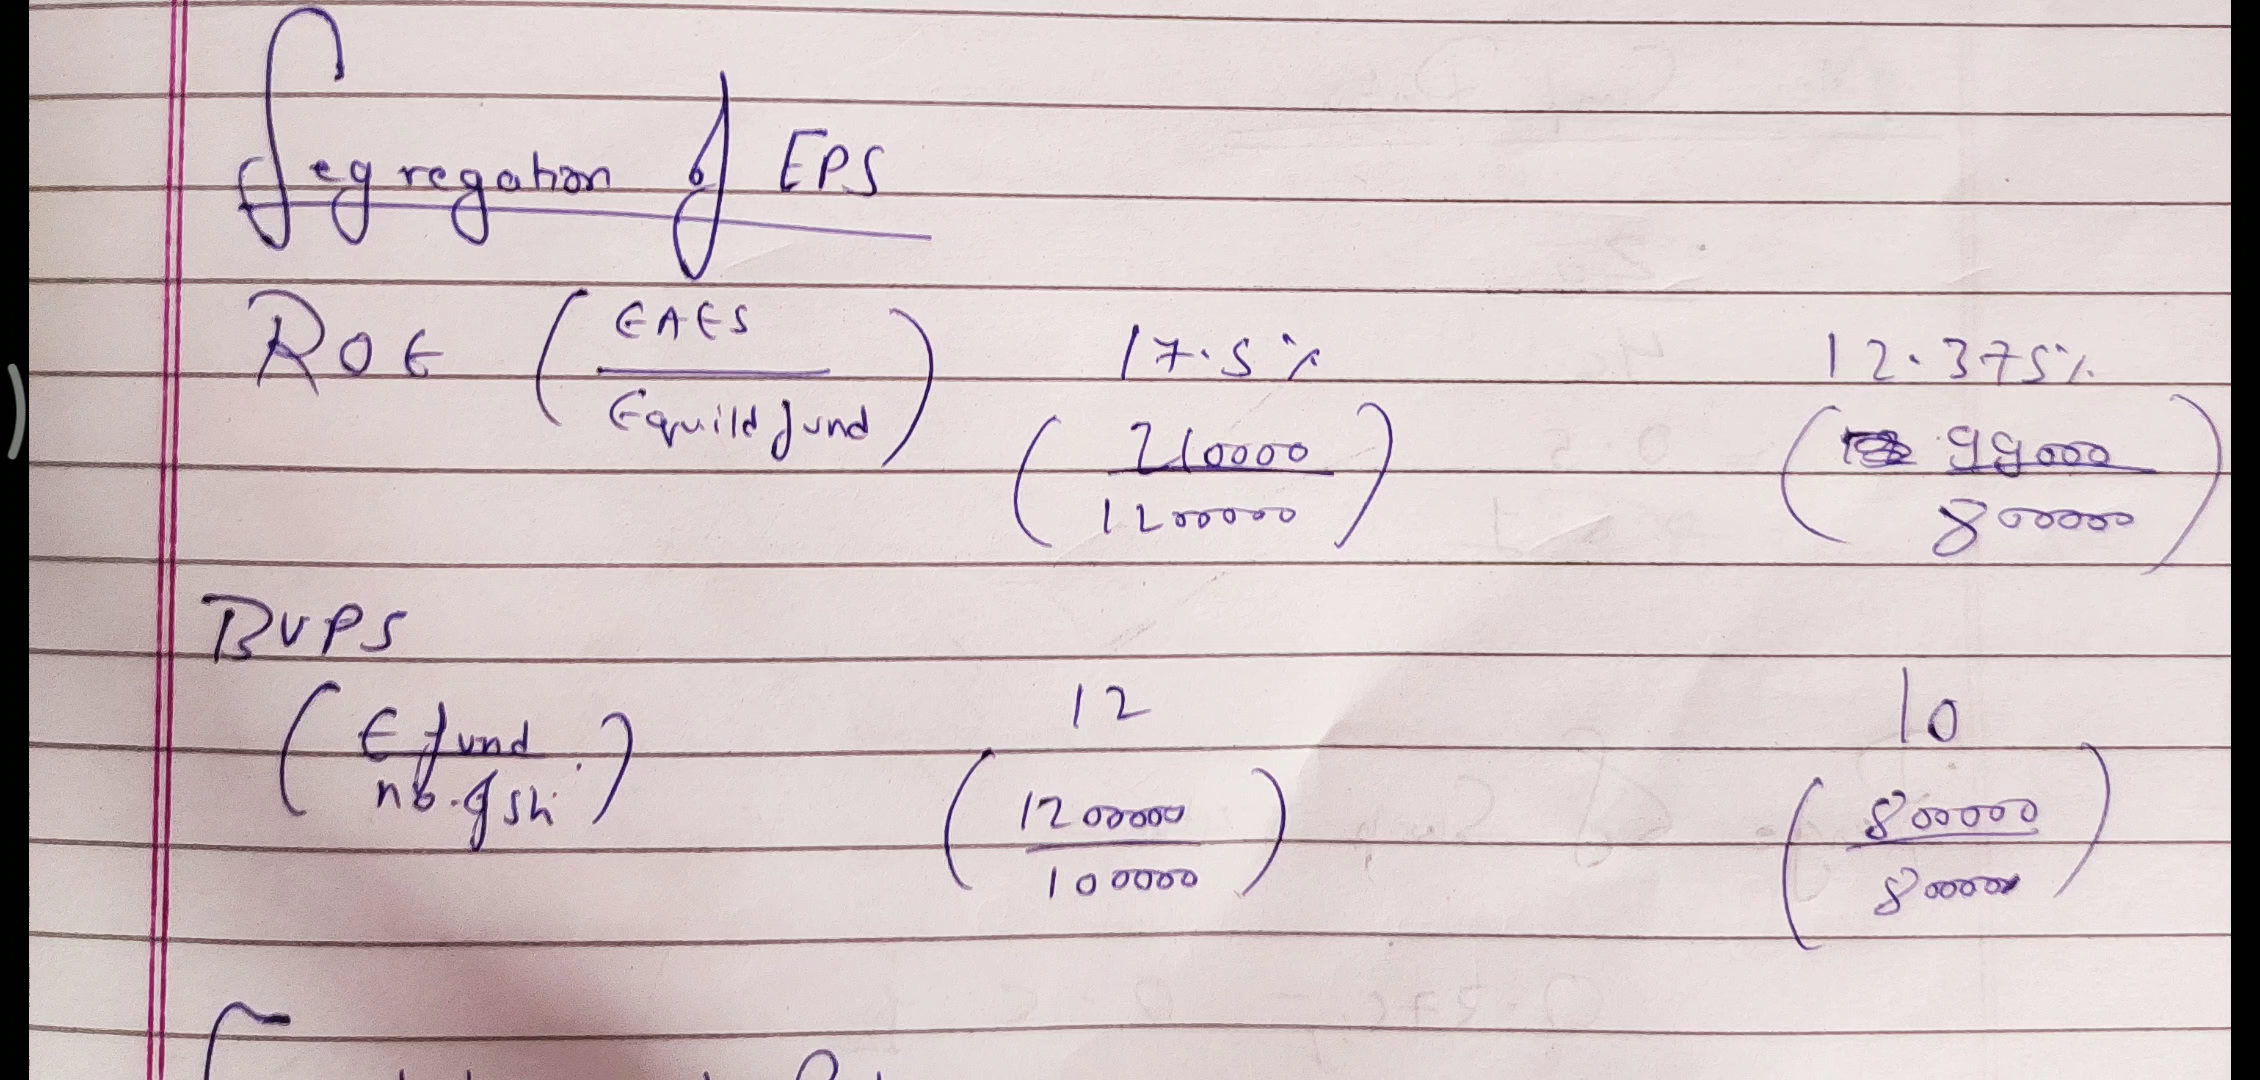 Segregation of EPS
ROE ( EAES / Equild fund ) 17.5% 12.375%
( 210000 / 1200000 ) ( 99000 / 800000 )
BVPS
( E fund / no. of sh. ) 12 10
( 1200000 / 100000 ) ( 800000 / 80000 )